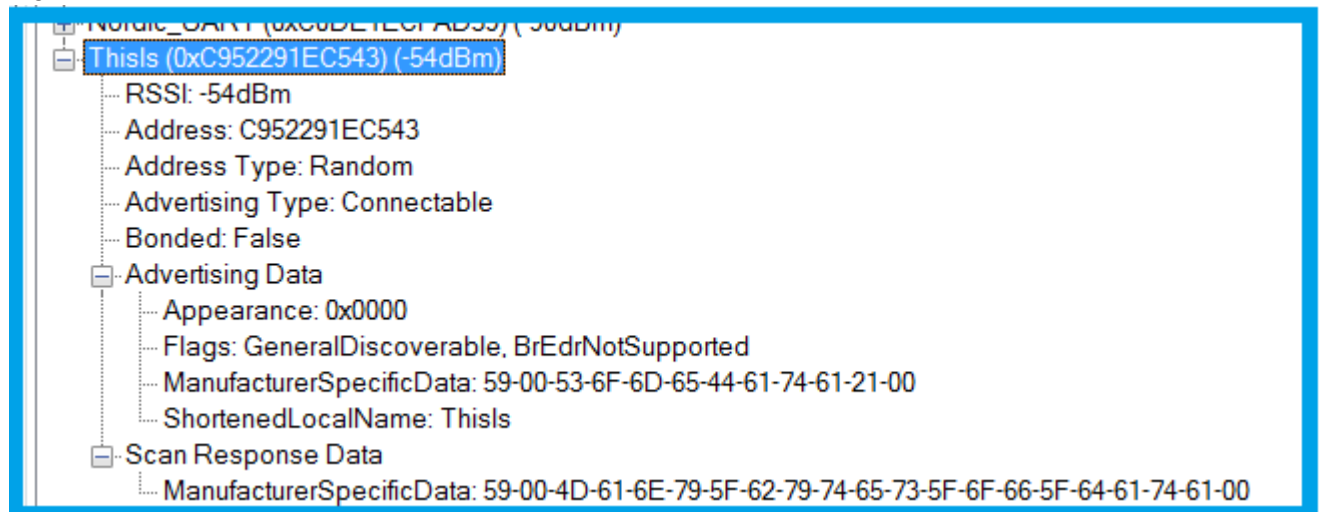 ThisIs (0xC952291EC543) (-54dBm)
RSSI: -54dBm
Address: C952291EC543
Address Type: Random
Advertising Type: Connectable
Bonded: False
Advertising Data
Appearance: 0x0000
Flags: GeneralDiscoverable, BrEdrNotSupported
ManufacturerSpecificData: 59-00-53-6F-6D-65-44-61-74-61-21-00
ShortenedLocalName: ThisIs
Scan Response Data
ManufacturerSpecificData: 59-00-4D-61-6E-79-5F-62-79-74-65-73-5F-6F-66-5F-64-61-74-61-00